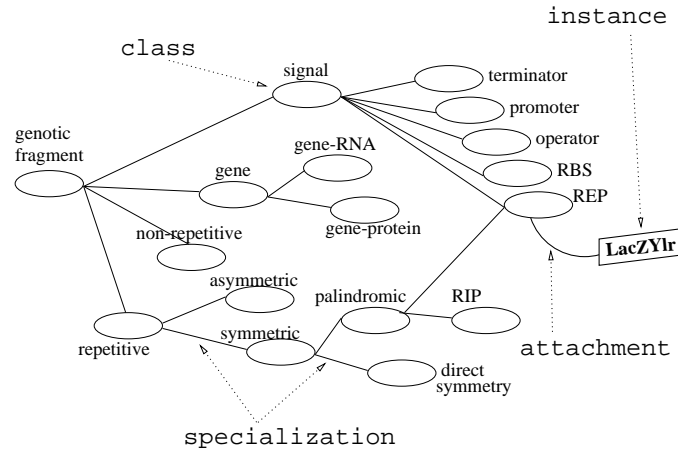 instance
class
signal
terminator
promoter
genotic
fragment
gene-RNA
operator
gene
RBS
REP
gene-protein
non-repetitive
LacZYlr
asymmetric
palindromic
RIP
repetitive
symmetric
attachment
direct
symmetry
specialization